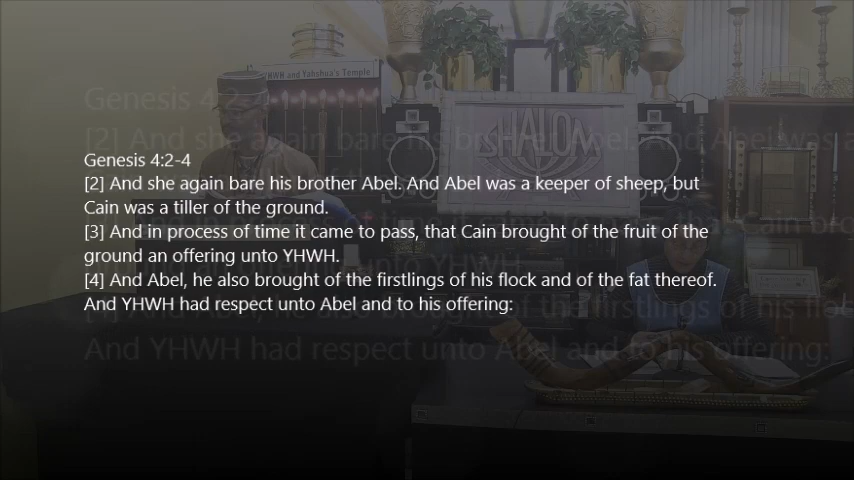 Genesis 4:2-4
[2] And she again bare his brother Abel. And Abel was a keeper of sheep, but
Cain was a tiller of the ground.
[3] And in process of time it came to pass, that Cain brought of the fruit of the
ground an offering unto YHWH.
[4] And Abel, he also brought of the firstlings of his flock and of the fat thereof.
And YHWH had respect unto Abel and to his offering:
YHWH and Yahshua's Temple
SHALOM